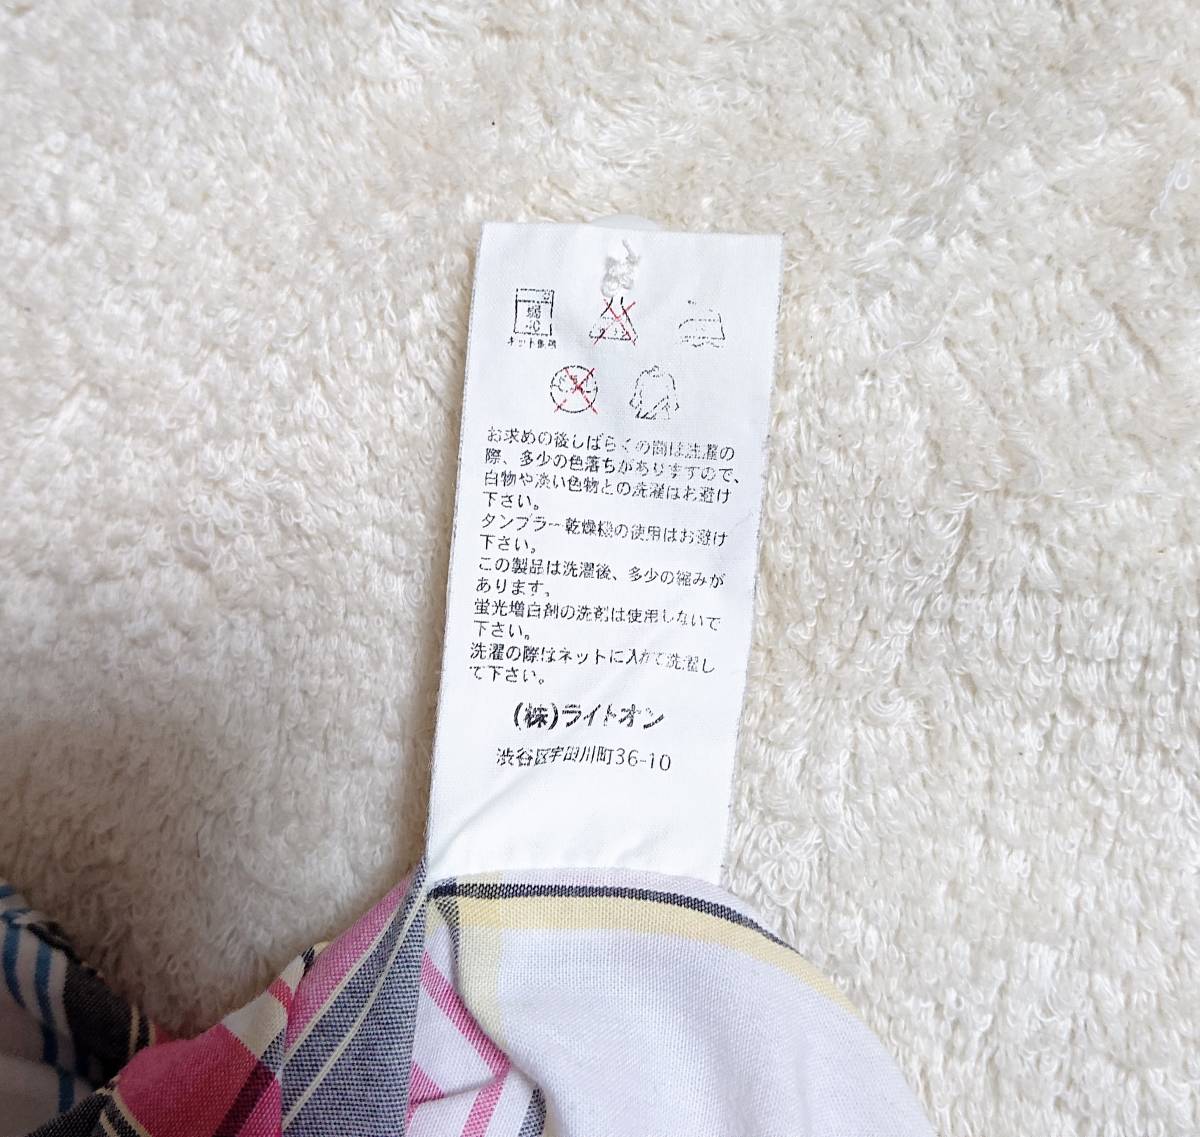 弱
ネット使用
お求めの後しばらくの間は洗濯の
際、多少の色落ちがありますので、
白物や淡い色物との洗濯はお避け
下さい。
タンブラー乾燥機の使用はお避け
下さい。
この製品は洗濯後、多少の縮みが
あります。
蛍光増白剤の洗剤は使用しないで
下さい。
洗濯の際はネットに入れて洗濯し
て下さい。
(株)ライトオン
渋谷区宇田川町36-10